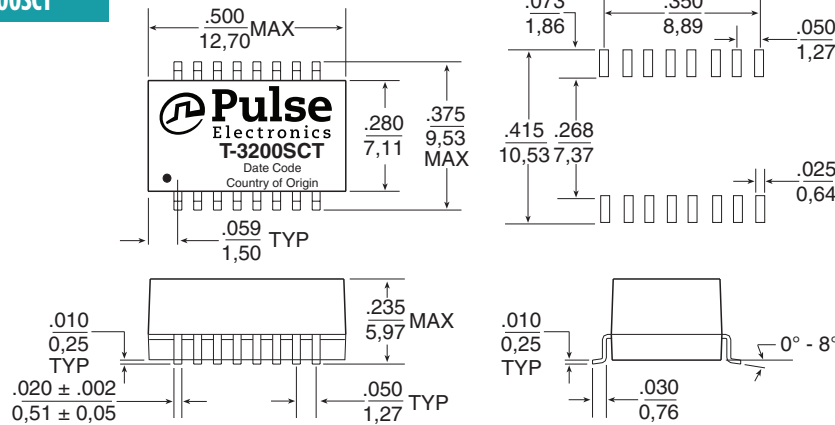 .500
12,70 MAX
Pulse
Electronics
T-3200SCT
Date Code
Country of Origin
.280
7,11
.375
9,53
MAX
.059
1,50
TYP
.073
1,86
.350
8,89
.050
1,27
.415
10,53
.268
7,37
.025
0,64
.010
0,25
TYP
.235
5,97
MAX
.020 ± .002
0,51 ± 0,05
.050
1,27
TYP
.010
0,25
TYP
0° - 8°
.030
0,76